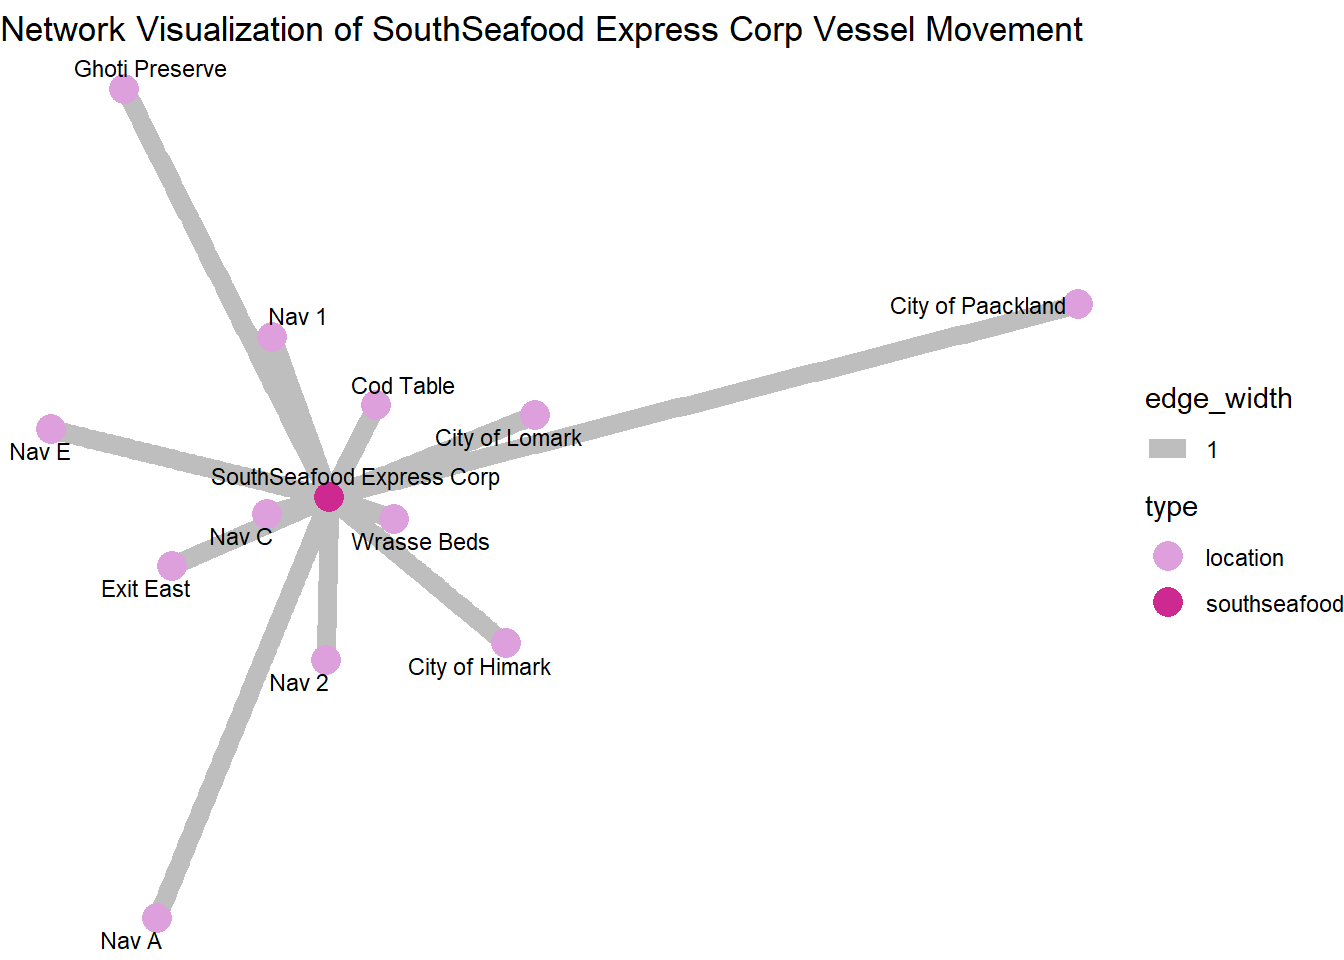 Network Visualization of SouthSeafood Express Corp Vessel Movement
Ghoti Preserve
City of Paackland
Nav 1
Cod Table
City of Lomark
Nav E
SouthSeafood Express Corp
Nav C
Wrasse Beds
Exit East
City of Himark
Nav 2
Nav A
edge_width
1
type
location
southseafood